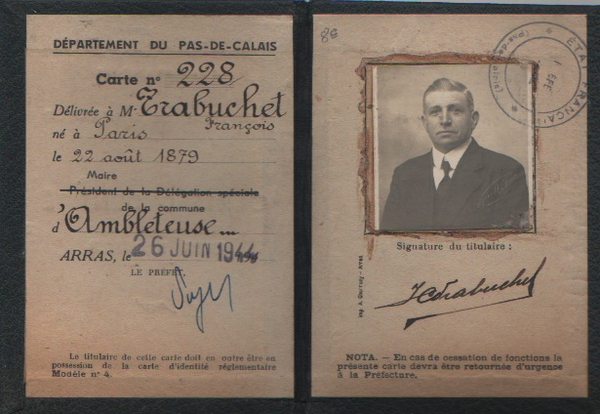 DÉPARTEMENT DU PAS-DE-CALAIS
Carte n° 228
Délivrée à M. Trabuchet
François
né à Paris
le 22 août 1879
Maire
Président de la Délégation spéciale
de la commune
d'Ambleteuse
ARRAS, le 26 JUIN 1944
LE PRÉFET,
Le titulaire de cette carte doit en outre être en
possession de la carte d'identité réglementaire
Modèle n° 4.
ÉTAT FRANÇAIS
Signature du titulaire :
Trabuchet
NOTA. — En cas de cessation de fonctions la
présente carte devra être retournée d'urgence
à la Préfecture.